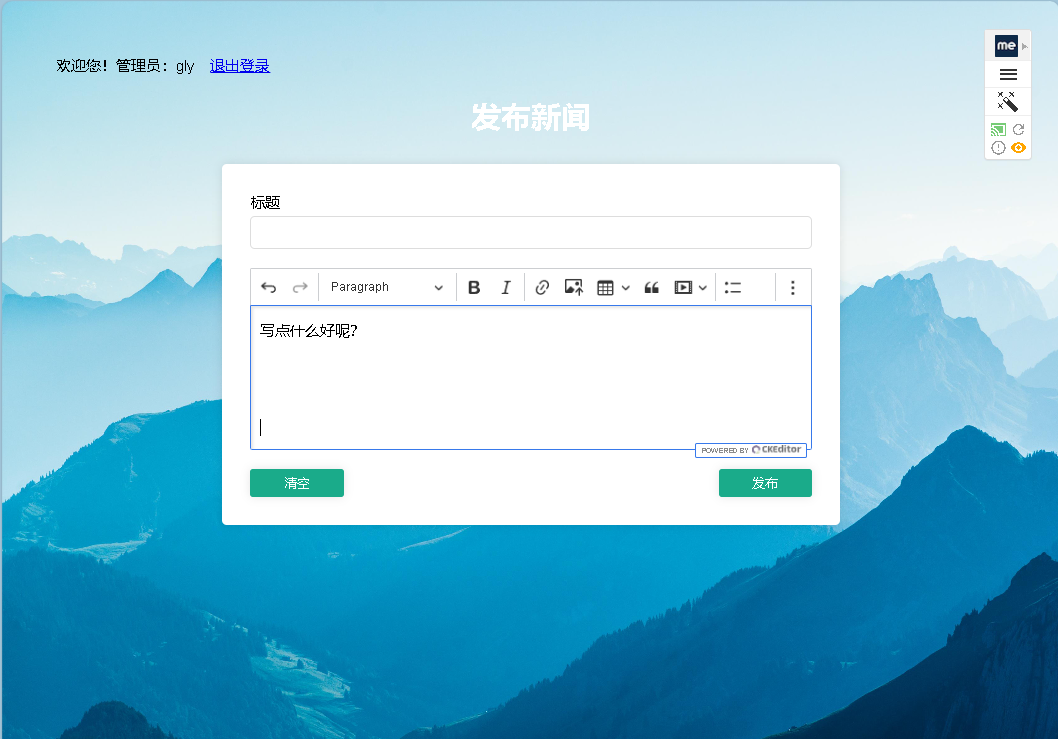 欢迎您！管理员：gly 退出登录
me
发布新闻
标题
Paragraph B I
写点什么好呢？
POWERED BY CKEditor
清空 发布